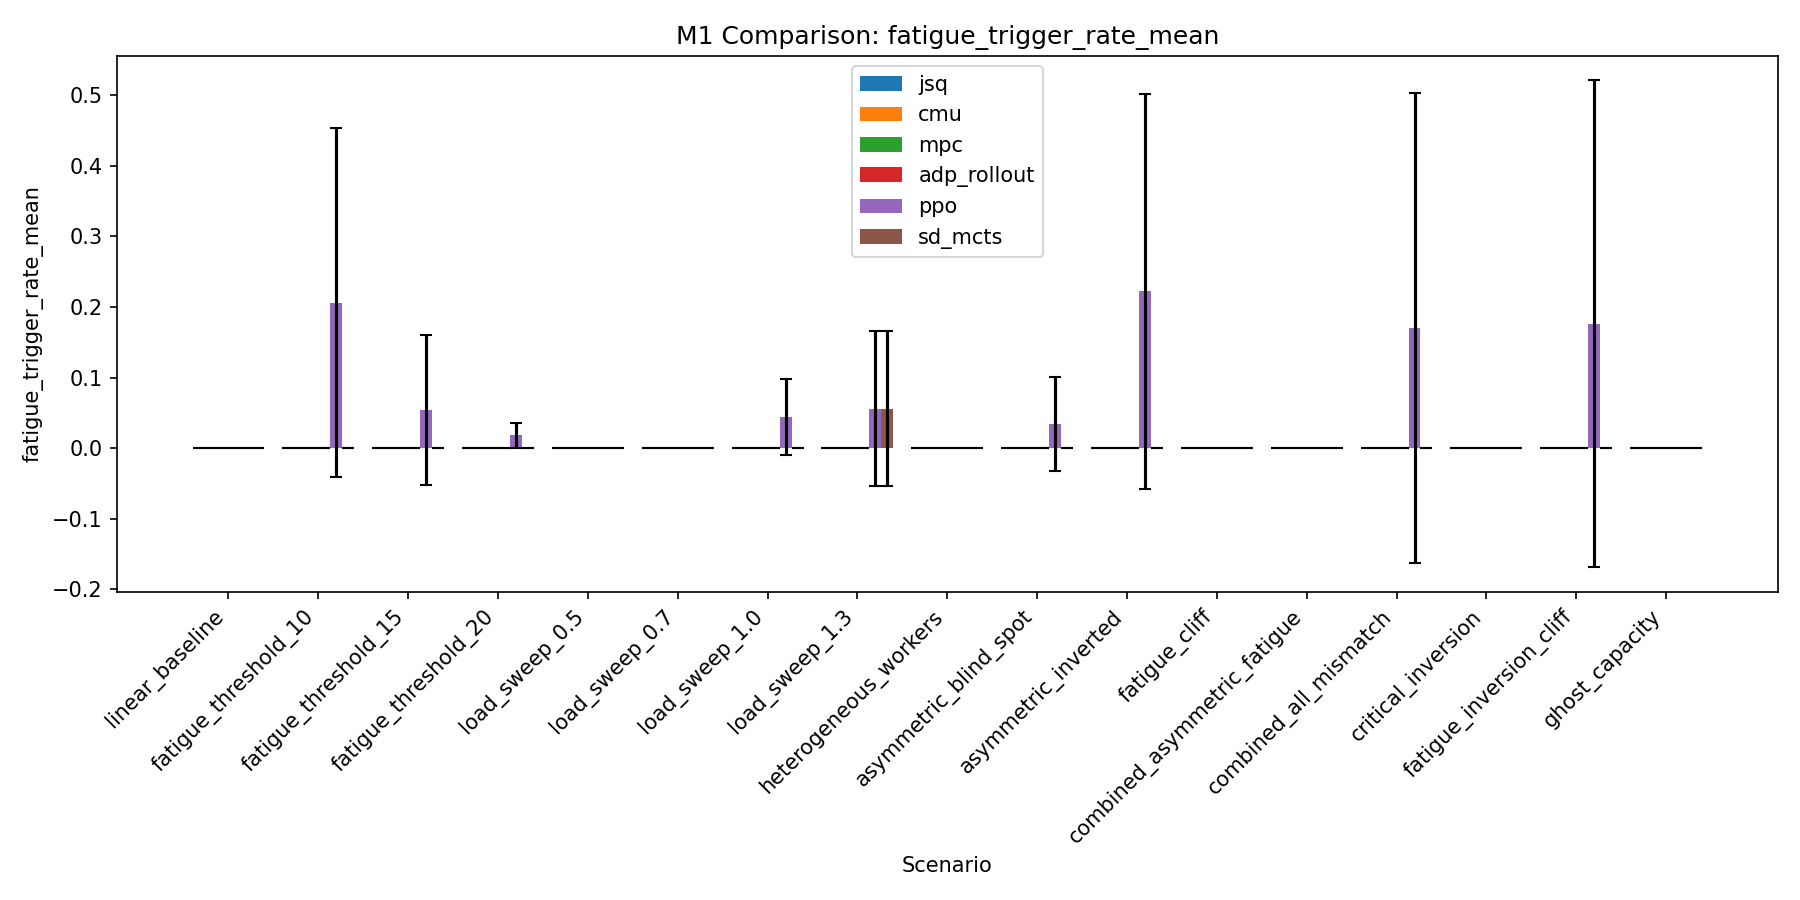 M1 Comparison: fatigue_trigger_rate_mean
jsq
cmu
mpc
adp_rollout
ppo
sd_mcts
fatigue_trigger_rate_mean
0.5
0.4
0.3
0.2
0.1
0.0
−0.1
−0.2
linear_baseline
fatigue_threshold_10
fatigue_threshold_15
fatigue_threshold_20
load_sweep_0.5
load_sweep_0.7
load_sweep_1.0
load_sweep_1.3
heterogeneous_workers
asymmetric_blind_spot
asymmetric_inverted
fatigue_cliff
combined_asymmetric_fatigue
combined_all_mismatch
critical_inversion
fatigue_inversion_cliff
ghost_capacity
Scenario